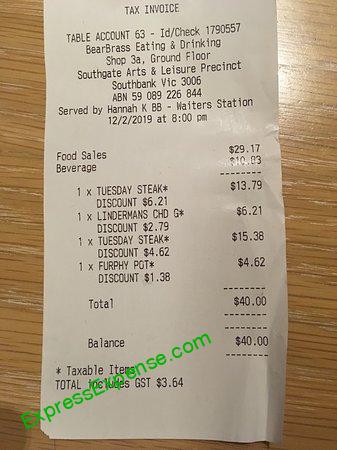 TAX INVOICE
TABLE ACCOUNT 63 - Id/Check 1790557
BearBrass Eating & Drinking
Shop 3a, Ground Floor
Southgate Arts & Leisure Precinct
Southbank Vic 3006
ABN 59 089 226 844
Served by Hannah K BB - Waiters Station
12/2/2019 at 8:00 pm
Food Sales $29.17
Beverage $10.83
1 x TUESDAY STEAK* $13.79
DISCOUNT $6.21
1 x LINDERMANS CHD G* $6.21
DISCOUNT $2.79
1 x TUESDAY STEAK* $15.38
DISCOUNT $4.62
1 x FURPHY POT* $4.62
DISCOUNT $1.38
Total $40.00
Balance $40.00
* Taxable Items
TOTAL includes GST $3.64
ExpressExpense.com